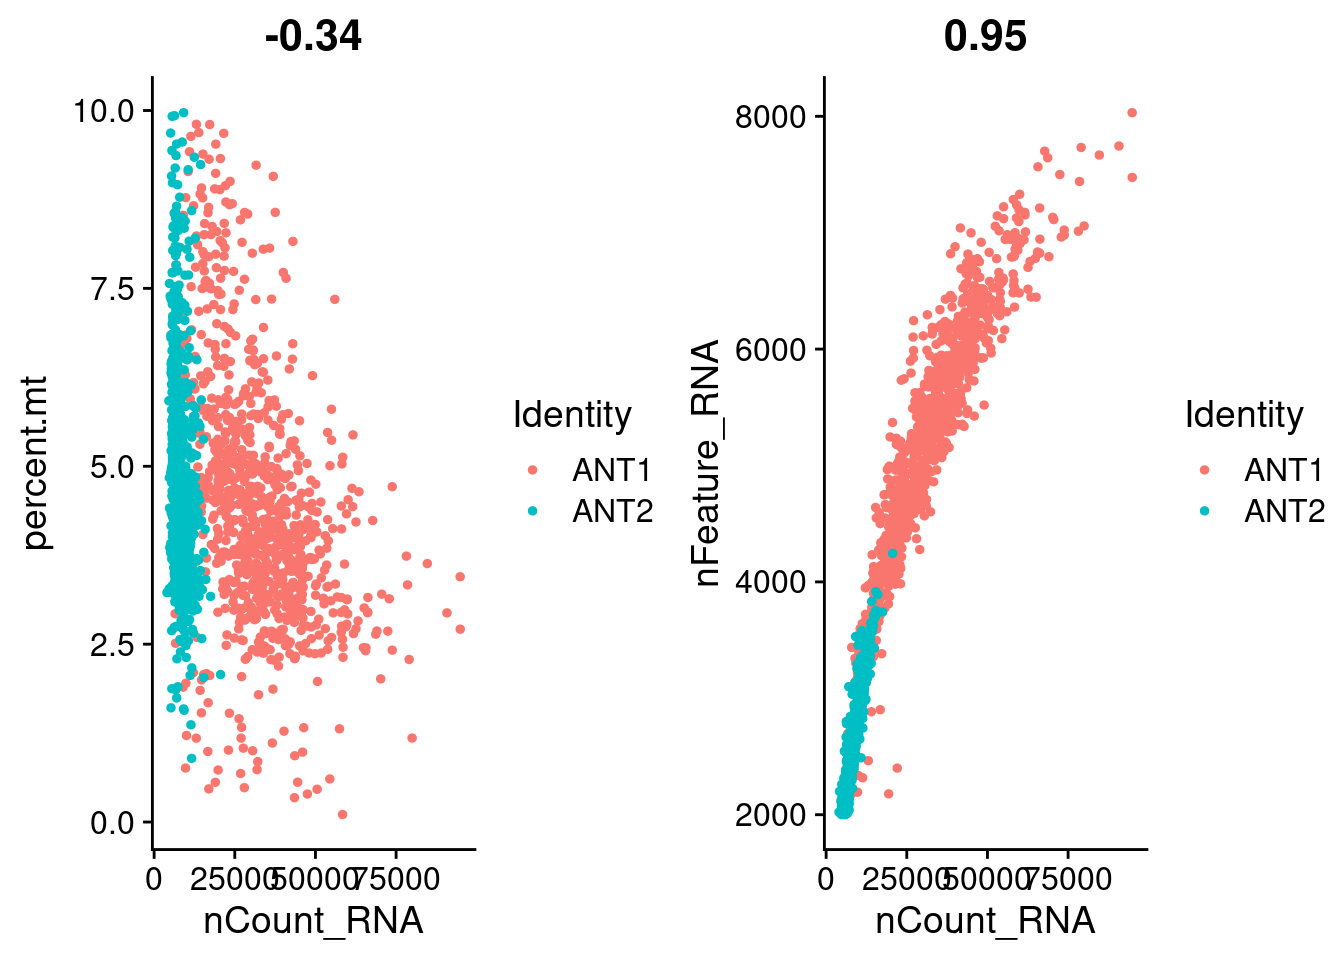 -0.34
10.0
7.5
5.0
2.5
0.0
percent.mt
0 25000 50000 75000
nCount_RNA
Identity
ANT1
ANT2
0.95
8000
6000
4000
2000
nFeature_RNA
0 25000 50000 75000
nCount_RNA
Identity
ANT1
ANT2